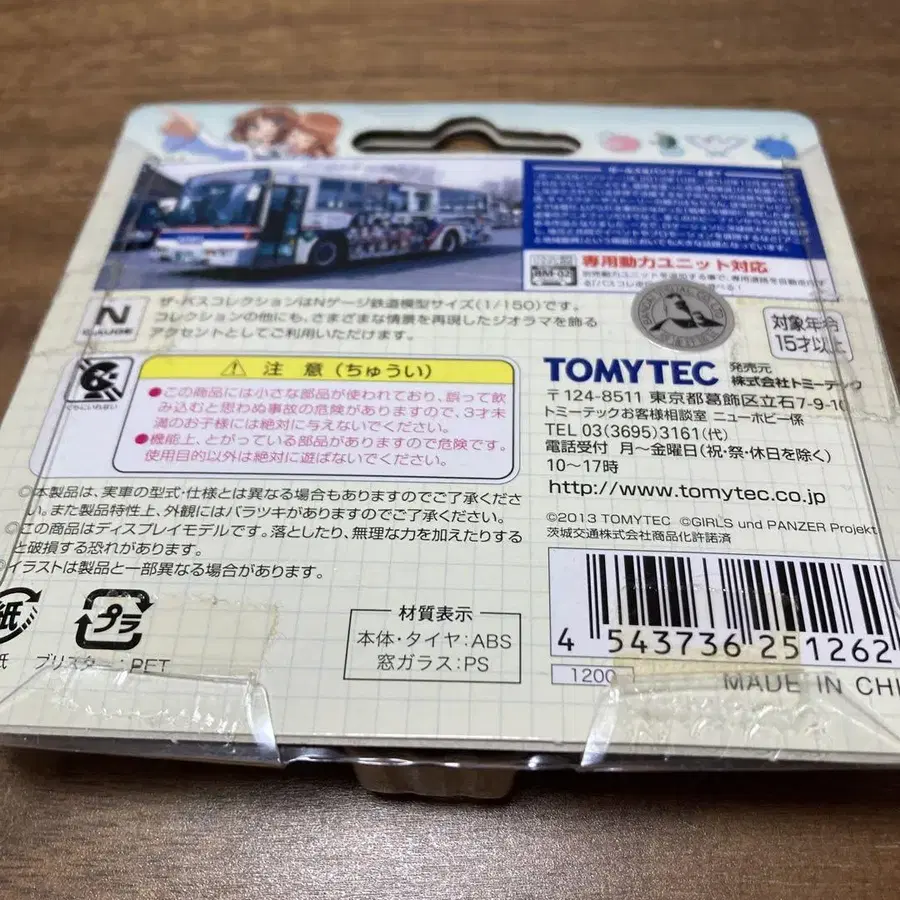 専用動力ユニット対応
BM-02
N
GAUGE
ザ・バスコレクションはNゲージ鉄道模型サイズ(1/150)です。
コレクションの他にも、さまざまな情景を再現したジオラマを飾る
アクセントとしてご利用いただけます。
対象年令
15才以上
⚠ 注 意 (ちゅうい)
●この商品には小さな部品が使われており、誤って飲
み込むと思わぬ事故の危険がありますので、3才未
満のお子様には絶対に与えないでください。
●機能上、とがっている部品がありますので危険です。
使用目的以外は絶対に遊ばないでください。
TOMYTEC
発売元
株式会社トミーテック
〒124-8511 東京都葛飾区立石7-9-10
トミーテックお客様相談室 ニューホビー係
TEL 03(3695)3161(代)
電話受付 月〜金曜日(祝・祭・休日を除く)
10〜17時
http://www.tomytec.co.jp
©2013 TOMYTEC ©GIRLS und PANZER Projekt
茨城交通株式会社商品化許諾済
◎本製品は、実車の型式・仕様とは異なる場合もありますのでご了承くださ
い。また製品特性上、外観にはバラツキがありますのでご了承ください。
◎この商品はディスプレイモデルです。落としたり、無理な力を加えたりする
と破損する恐れがあります。
◎イラストは製品と一部異なる場合があります。
紙
プラ
紙
ブリスター:PET
材質表示
本体・タイヤ:ABS
窓ガラス:PS
4 543736 251262
1200
MADE IN CHI